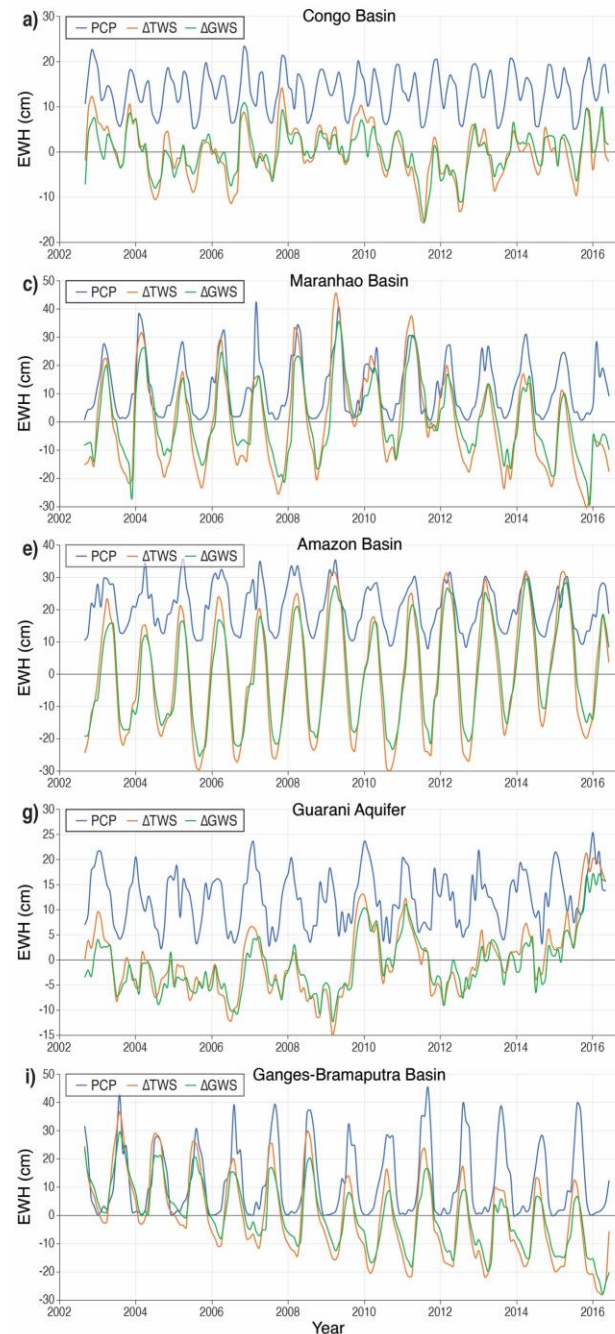 a) Congo Basin
PCP ΔTWS ΔGWS
EWH (cm)
30
20
10
0
-10
-20
2002 2004 2006 2008 2010 2012 2014 2016
c) Maranhao Basin
PCP ΔTWS ΔGWS
EWH (cm)
50
40
30
20
10
0
-10
-20
-30
2002 2004 2006 2008 2010 2012 2014 2016
e) Amazon Basin
PCP ΔTWS ΔGWS
EWH (cm)
40
30
20
10
0
-10
-20
-30
2002 2004 2006 2008 2010 2012 2014 2016
g) Guarani Aquifer
PCP ΔTWS ΔGWS
EWH (cm)
30
25
20
15
10
5
0
-5
-10
-15
2002 2004 2006 2008 2010 2012 2014 2016
i) Ganges-Bramaputra Basin
PCP ΔTWS ΔGWS
EWH (cm)
50
40
30
20
10
0
-10
-20
-30
2002 2004 2006 2008 2010 2012 2014 2016
Year